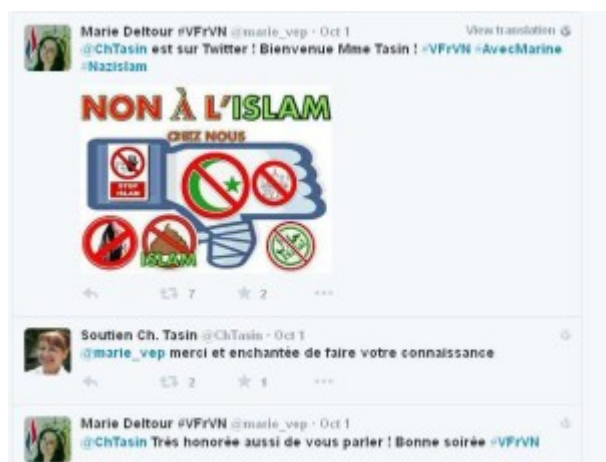 Marie Deltour #VFrVN @marie_vep · Oct 1 View translation
@ChTasin est sur Twitter ! Bienvenue Mme Tasin ! #VFrVN #AvecMarine
#Nazislam
NON À L'ISLAM
CHEZ NOUS
STOP
ISLAM
ISLAM
7 2
Soutien Ch. Tasin @ChTasin · Oct 1
@marie_vep merci et enchantée de faire votre connaissance
2 1
Marie Deltour #VFrVN @marie_vep · Oct 1
@ChTasin Très honorée aussi de vous parler ! Bonne soirée #VFrVN